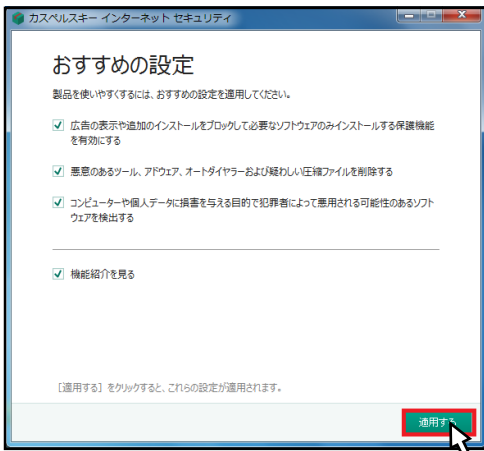 カスペルスキー インターネット セキュリティ
おすすめの設定
製品を使いやすくするには、おすすめの設定を適用してください。
広告の表示や追加のインストールをブロックして必要なソフトウェアのみインストールする保護機能
を有効にする
悪意のあるツール、アドウェア、オートダイヤラーおよび疑わしい圧縮ファイルを削除する
コンピューターや個人データに損害を与える目的で犯罪者によって悪用される可能性のあるソフト
ウェアを検出する
機能紹介を見る
[適用する] をクリックすると、これらの設定が適用されます。
適用する